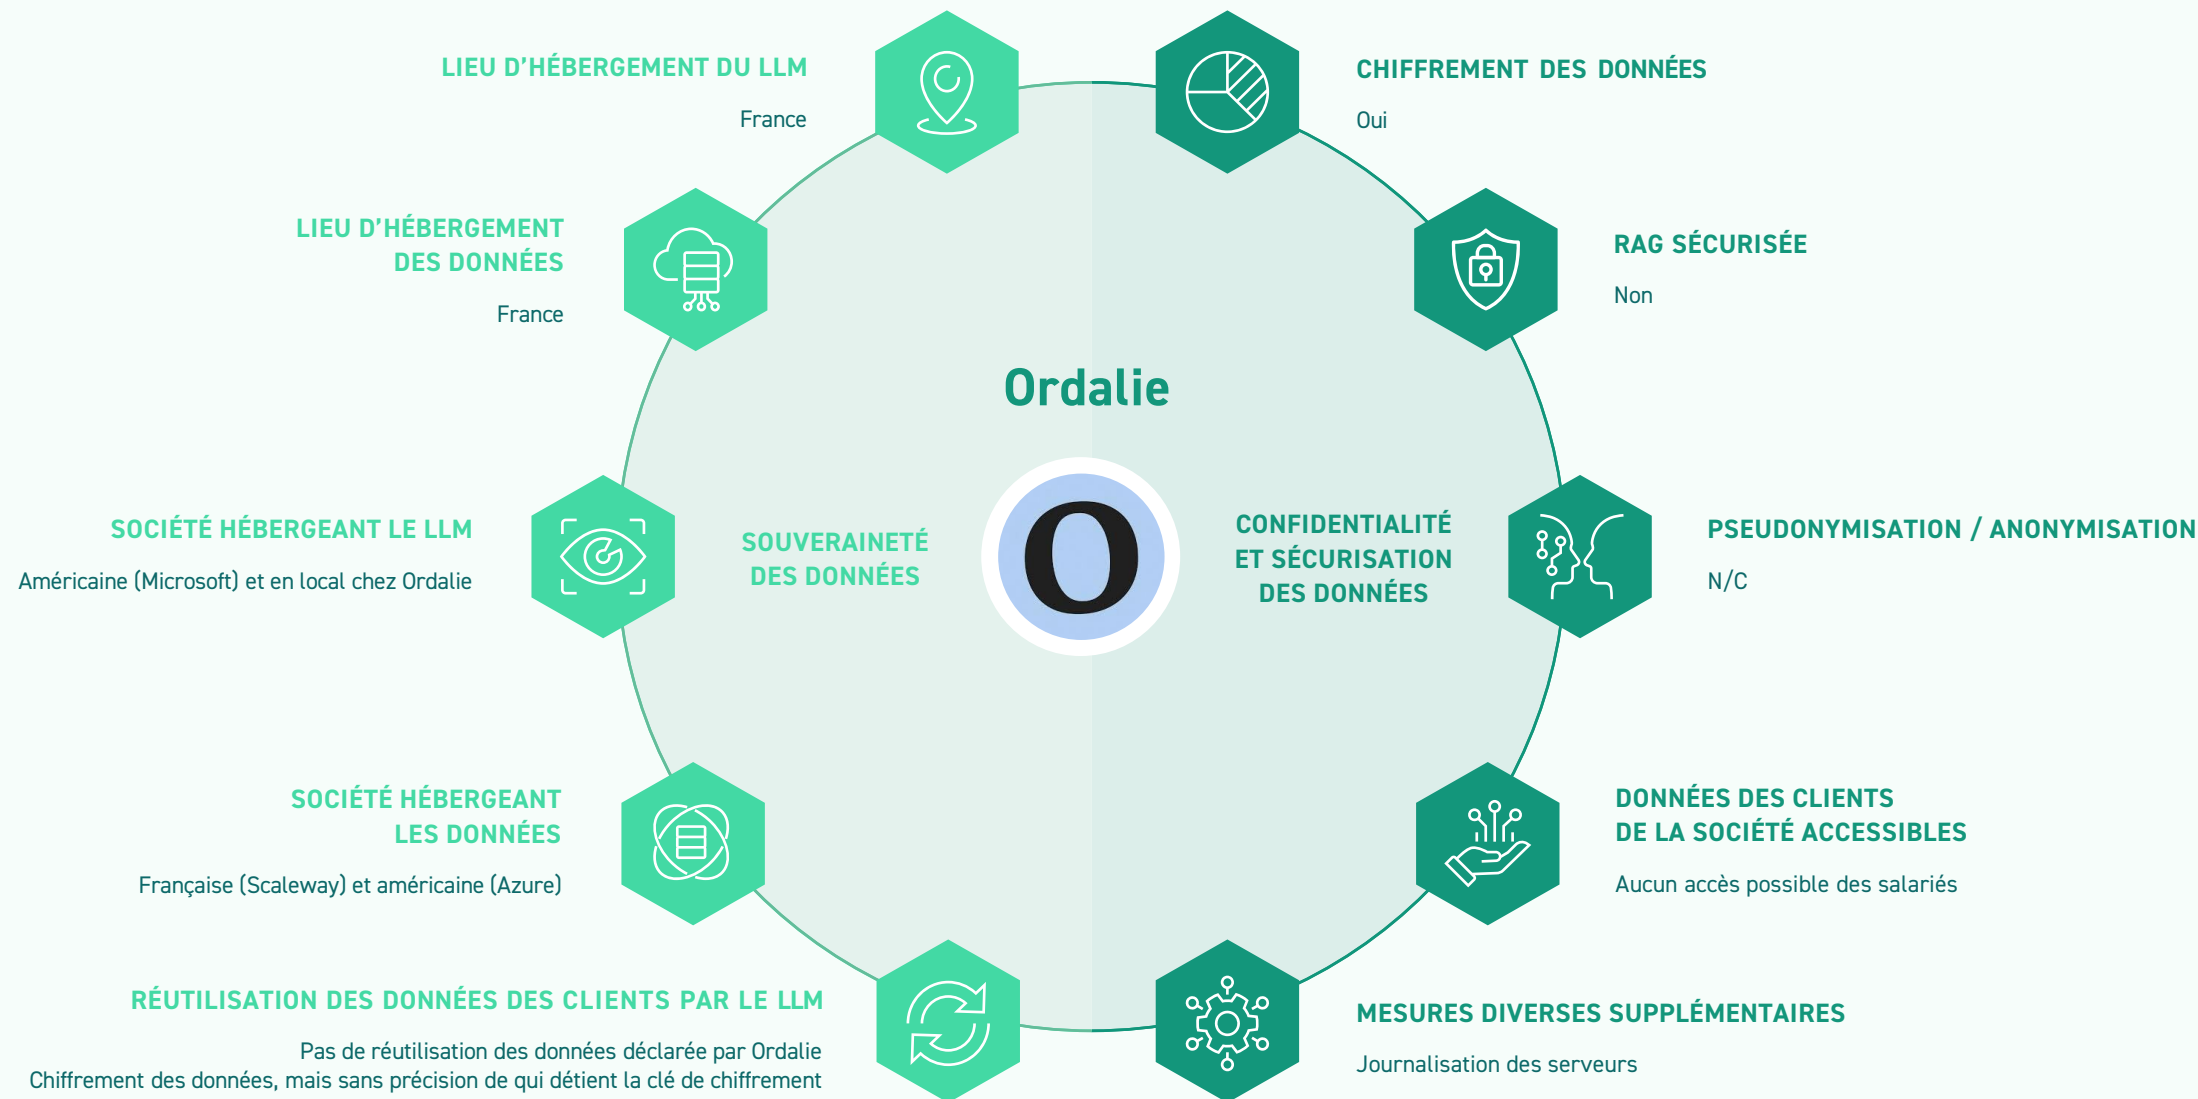 Ordalie
O
SOUVERAINETÉ
DES DONNÉES
LIEU D’HÉBERGEMENT DU LLM
France
LIEU D’HÉBERGEMENT
DES DONNÉES
France
SOCIÉTÉ HÉBERGEANT LE LLM
Américaine (Microsoft) et en local chez Ordalie
SOCIÉTÉ HÉBERGEANT
LES DONNÉES
Française (Scaleway) et américaine (Azure)
RÉUTILISATION DES DONNÉES DES CLIENTS PAR LE LLM
Pas de réutilisation des données déclarée par Ordalie
Chiffrement des données, mais sans précision de qui détient la clé de chiffrement
CONFIDENTIALITÉ
ET SÉCURISATION
DES DONNÉES
CHIFFREMENT DES DONNÉES
Oui
RAG SÉCURISÉE
Non
PSEUDONYMISATION / ANONYMISATION
N/C
DONNÉES DES CLIENTS
DE LA SOCIÉTÉ ACCESSIBLES
Aucun accès possible des salariés
MESURES DIVERSES SUPPLÉMENTAIRES
Journalisation des serveurs